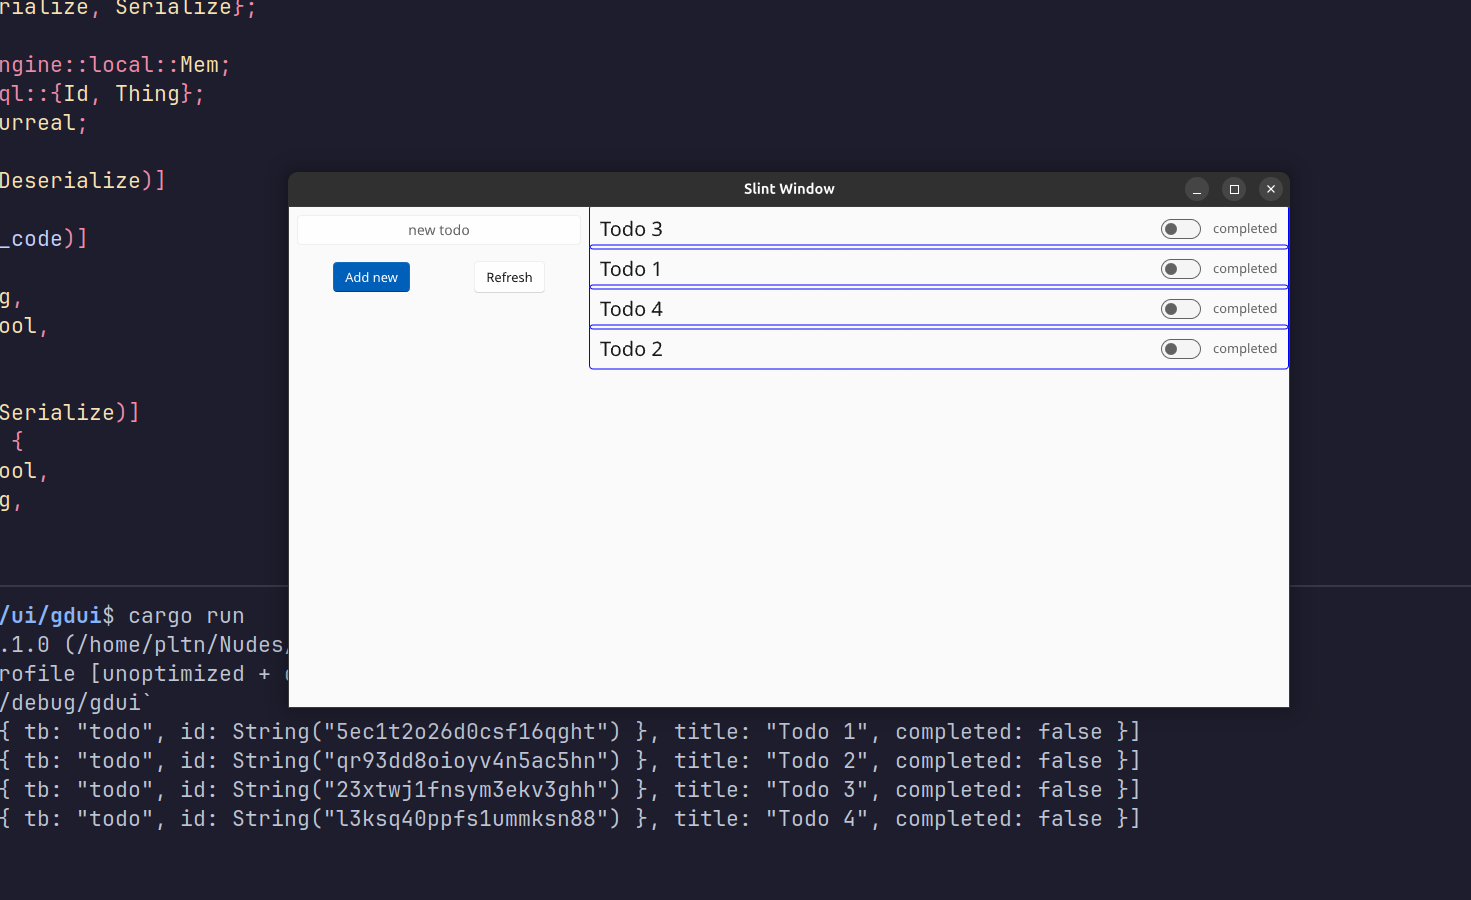 rialize, Serialize};
ngine::local::Mem;
ql::{Id, Thing};
urreal;
Deserialize)]
_code)]
g,
ool,
Serialize)]
{
ool,
g,
Slint Window
new todo
Add new
Refresh
Todo 3
completed
Todo 1
completed
Todo 4
completed
Todo 2
completed
/ui/gdui$ cargo run
.1.0 (/home/pltn/Nudes/
rofile [unoptimized +
/debug/gdui`
{ tb: "todo", id: String("5ec1t2o26d0csf16qght") }, title: "Todo 1", completed: false }]
{ tb: "todo", id: String("qr93dd8oioyv4n5ac5hn") }, title: "Todo 2", completed: false }]
{ tb: "todo", id: String("23xtwj1fnsym3ekv3ghh") }, title: "Todo 3", completed: false }]
{ tb: "todo", id: String("l3ksq40ppfs1ummksn88") }, title: "Todo 4", completed: false }]